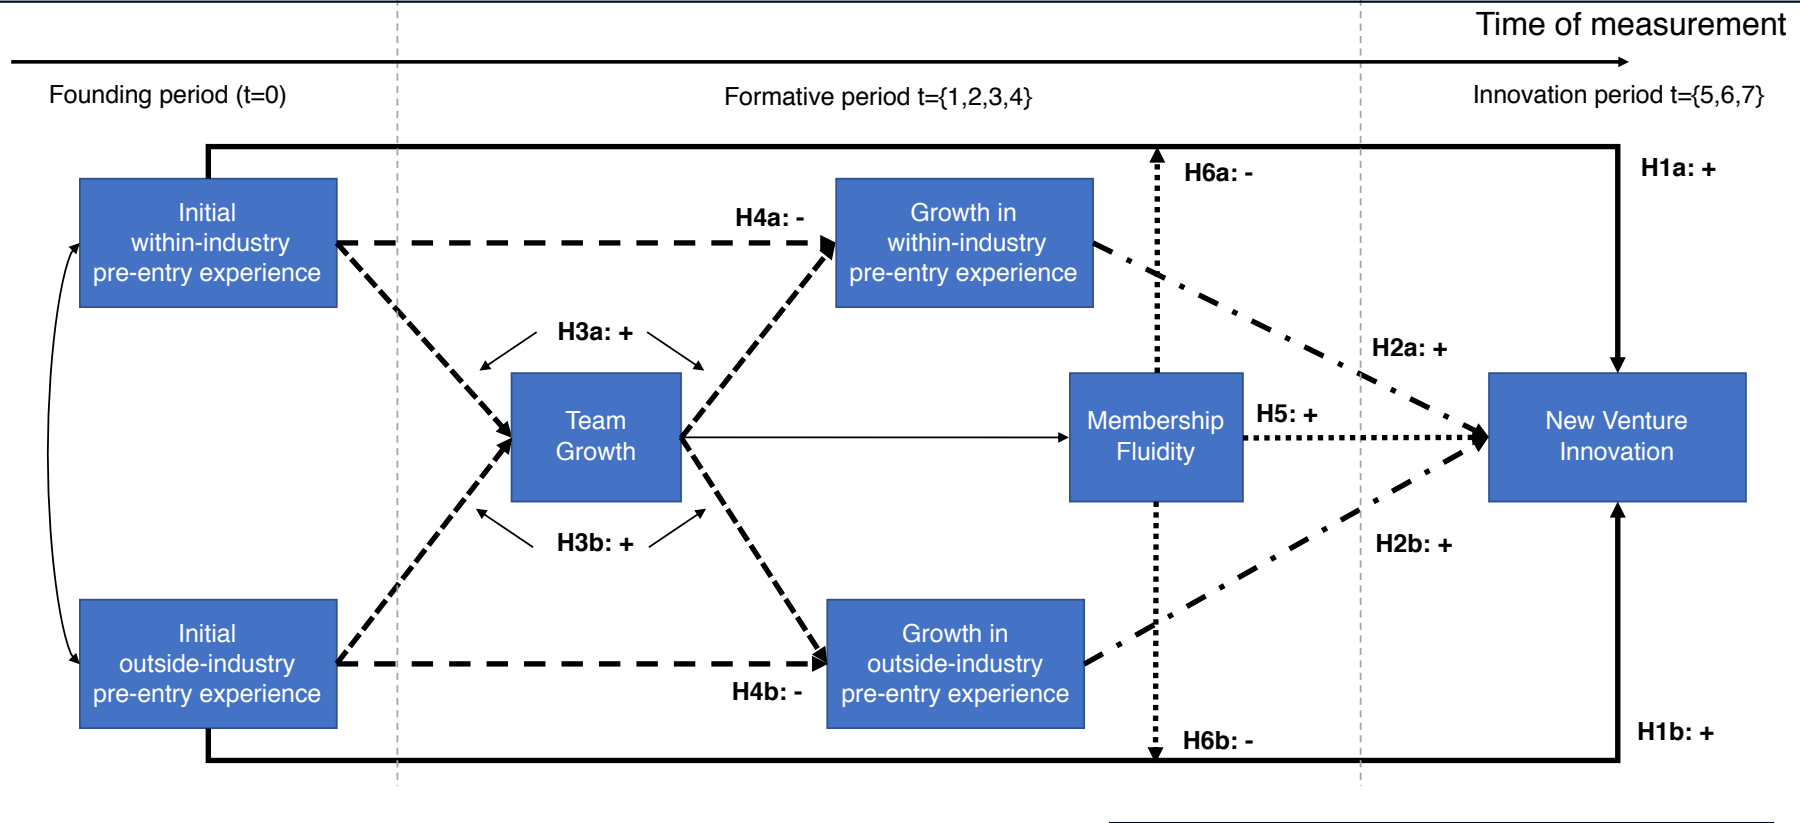 Time of measurement
Founding period (t=0)
Formative period t={1,2,3,4}
Innovation period t={5,6,7}
H1a: +
H6a: -
Initial
within-industry
pre-entry experience
H4a: -
Growth in
within-industry
pre-entry experience
H3a: +
H2a: +
Team
Growth
Membership
Fluidity
H5: +
New Venture
Innovation
H3b: +
H2b: +
Initial
outside-industry
pre-entry experience
H4b: -
Growth in
outside-industry
pre-entry experience
H6b: -
H1b: +